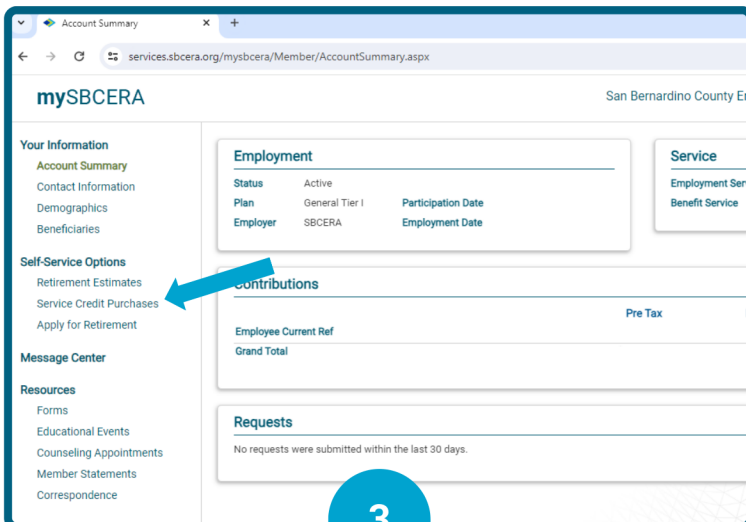 Account Summary
services.sbcera.org/mysbcera/Member/AccountSummary.aspx
mySBCERA
San Bernardino County
Your Information
Account Summary
Contact Information
Demographics
Beneficiaries
Self-Service Options
Retirement Estimates
Service Credit Purchases
Apply for Retirement
Message Center
Resources
Forms
Educational Events
Counseling Appointments
Member Statements
Correspondence
Employment
Status Active
Plan General Tier I Participation Date
Employer SBCERA Employment Date
Service
Employment
Benefit Service
Contributions
Pre Tax
Employee Current Ref
Grand Total
Requests
No requests were submitted within the last 30 days.
3